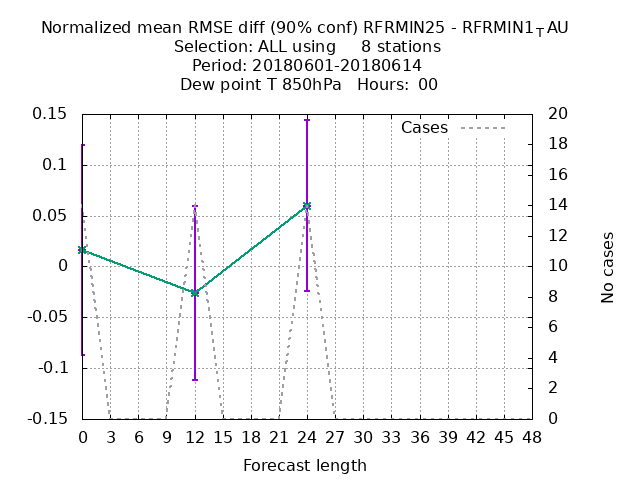 Normalized mean RMSE diff (90% conf) RFRMIN25 - RFRMIN1TAU
Selection: ALL using     8 stations
Period: 20180601-20180614
Dew point T 850hPa   Hours:  00
Cases
0.15
0.1
0.05
0
-0.05
-0.1
-0.15
20
18
16
14
12
10
8
6
4
2
0
No cases
0 3 6 9 12 15 18 21 24 27 30 33 36 39 42 45 48
Forecast length